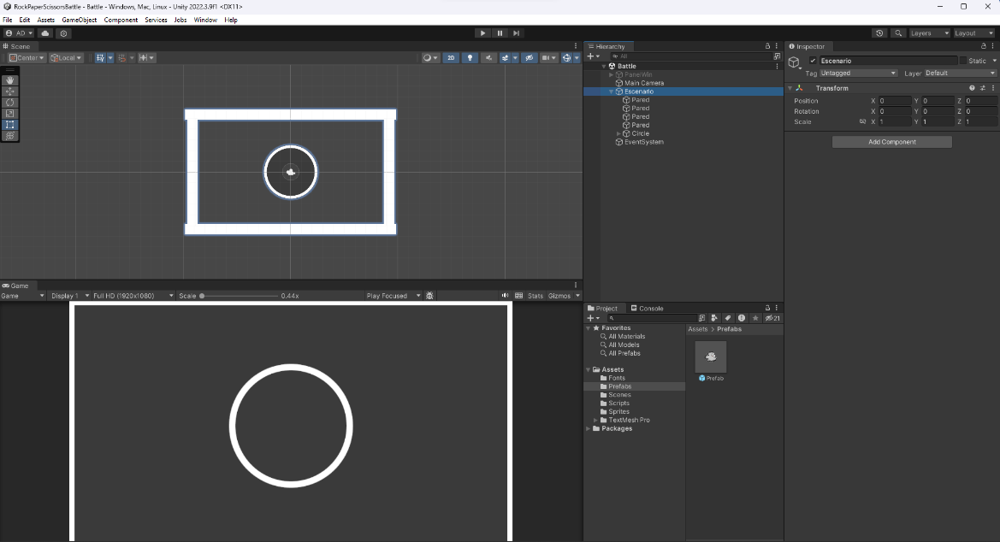 RockPaperScissorsBattle - Battle - Windows, Mac, Linux - Unity 2022.3.9f1 <DX11>
File Edit Assets GameObject Component Services Jobs Window Help
AD
Layers Layout
Scene
Center Local 2D
Game
Game Display 1 Full HD (1920x1080) Scale 0.44x Play Focused Stats Gizmos
Hierarchy
All
Battle
PanelWin
Main Camera
Escenario
Pared
Pared
Pared
Pared
Circle
EventSystem
Project Console
21
Favorites
All Materials
All Models
All Prefabs
Assets
Fonts
Prefabs
Scenes
Scripts
Sprites
TextMesh Pro
Packages
Assets > Prefabs
Prefab
Inspector
Escenario Static
Tag Untagged Layer Default
Transform
Position X 0 Y 0 Z 0
Rotation X 0 Y 0 Z 0
Scale X 1 Y 1 Z 1
Add Component